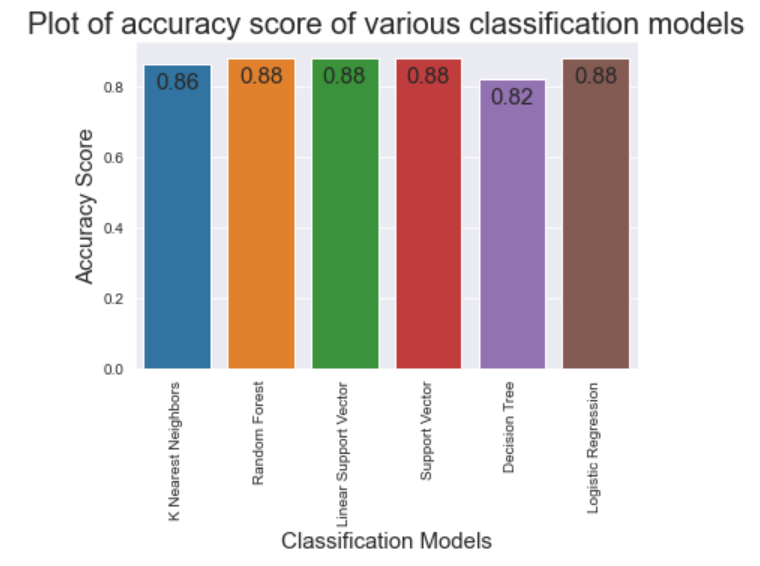 Plot of accuracy score of various classification models
0.86
0.88
0.88
0.88
0.82
0.88
0.8
0.6
0.4
0.2
0.0
Accuracy Score
K Nearest Neighbors
Random Forest
Linear Support Vector
Support Vector
Decision Tree
Logistic Regression
Classification Models